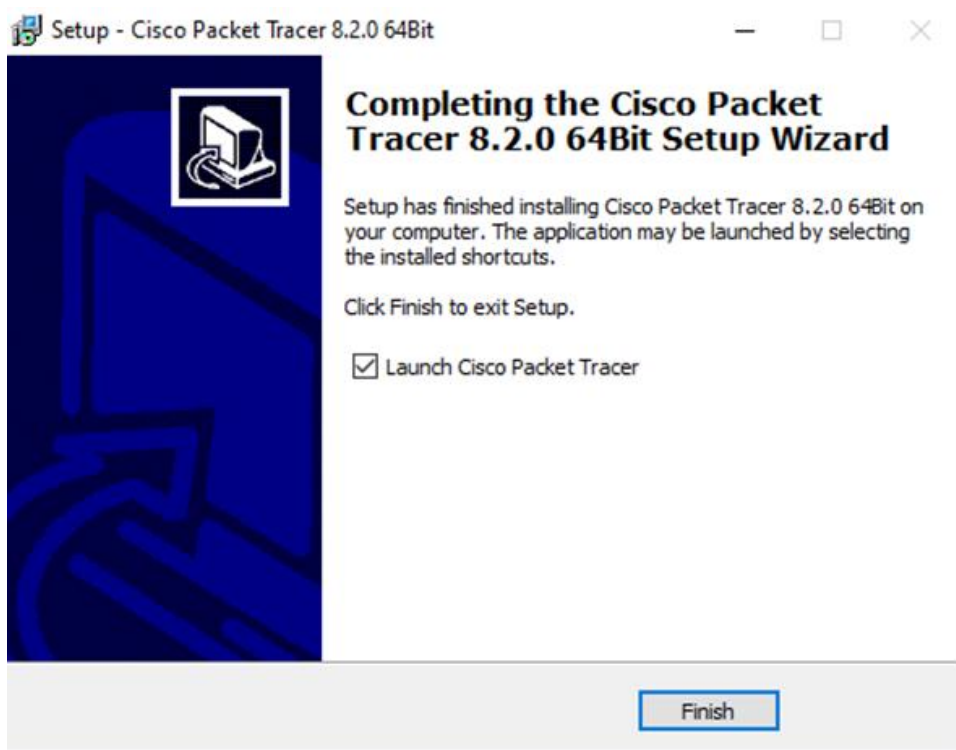 Setup - Cisco Packet Tracer 8.2.0 64Bit
Completing the Cisco Packet
Tracer 8.2.0 64Bit Setup Wizard
Setup has finished installing Cisco Packet Tracer 8.2.0 64Bit on
your computer. The application may be launched by selecting
the installed shortcuts.
Click Finish to exit Setup.
Launch Cisco Packet Tracer
Finish